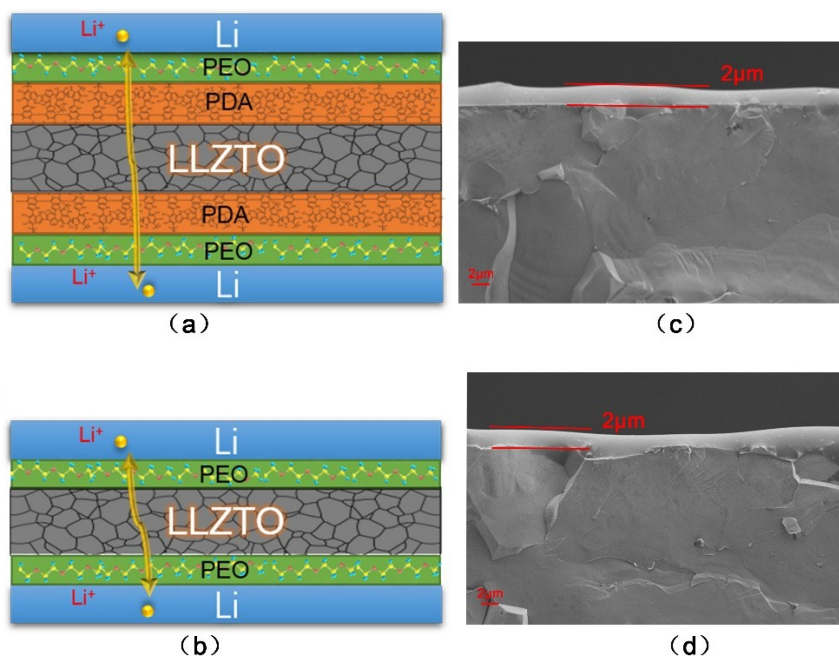 Li⁺
Li
PEO
PDA
LLZTO
PDA
PEO
Li⁺
Li
(a)
2μm
2μm
(c)
Li⁺
Li
PEO
LLZTO
PEO
Li⁺
Li
(b)
2μm
2μm
(d)